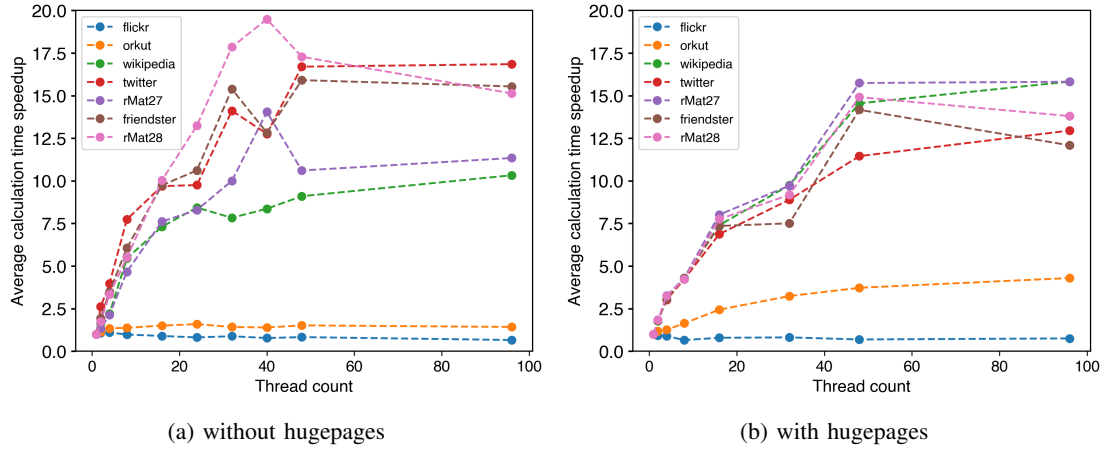 20.0
17.5
15.0
12.5
10.0
7.5
5.0
2.5
0.0
Average calculation time speedup
flickr
orkut
wikipedia
twitter
rMat27
friendster
rMat28
0 20 40 60 80 100
Thread count
(a) without hugepages
20.0
17.5
15.0
12.5
10.0
7.5
5.0
2.5
0.0
Average calculation time speedup
flickr
orkut
wikipedia
twitter
rMat27
friendster
rMat28
0 20 40 60 80 100
Thread count
(b) with hugepages